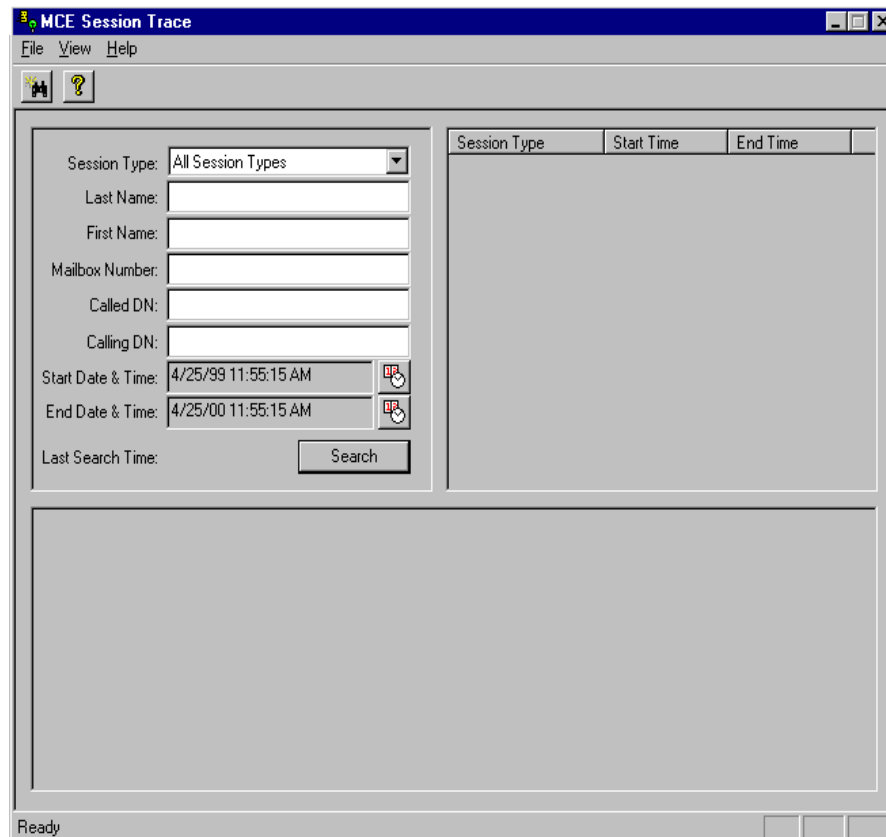 MCE Session Trace
File View Help
Session Type: All Session Types
Last Name:
First Name:
Mailbox Number:
Called DN:
Calling DN:
Start Date & Time: 4/25/99 11:55:15 AM
End Date & Time: 4/25/00 11:55:15 AM
Last Search Time: Search
Session Type Start Time End Time
Ready